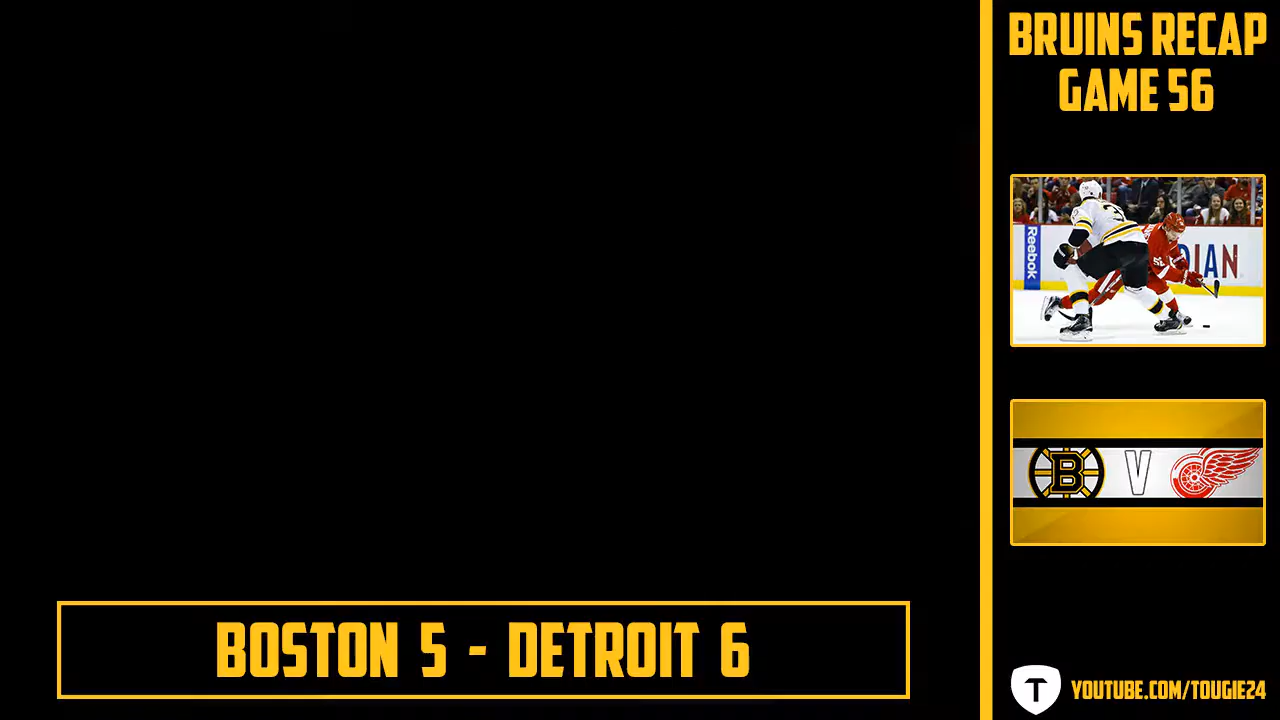 BRUINS RECAP
GAME 56
Reebok
B V
BOSTON 5 - DETROIT 6
T YOUTUBE.COM/TOUGIE24